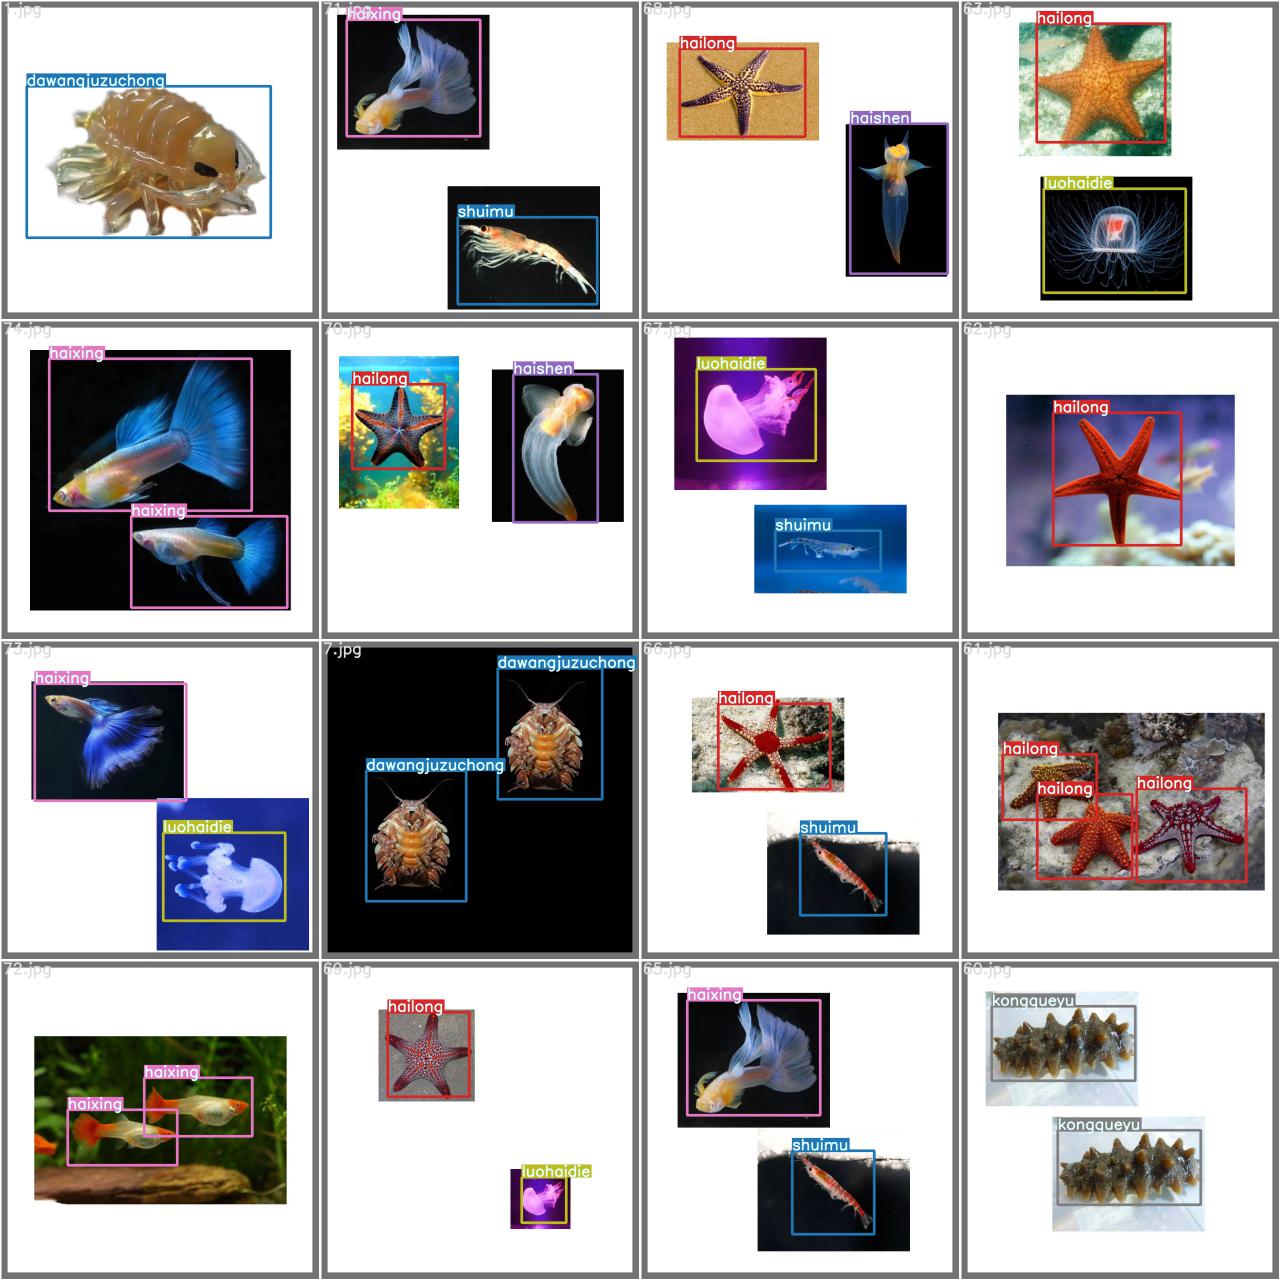 1.jpg
dawangjuzuchong
71.jpg
haixing
shuimu
68.jpg
hailong
haishen
63.jpg
hailong
luohaidie
74.jpg
haixing
haixing
70.jpg
hailong
haishen
67.jpg
luohaidie
shuimu
62.jpg
hailong
73.jpg
haixing
luohaidie
7.jpg
dawangjuzuchong
dawangjuzuchong
66.jpg
hailong
shuimu
61.jpg
hailong
hailong
hailong
72.jpg
haixing
haixing
69.jpg
hailong
luohaidie
65.jpg
haixing
shuimu
60.jpg
kongqueyu
kongqueyu